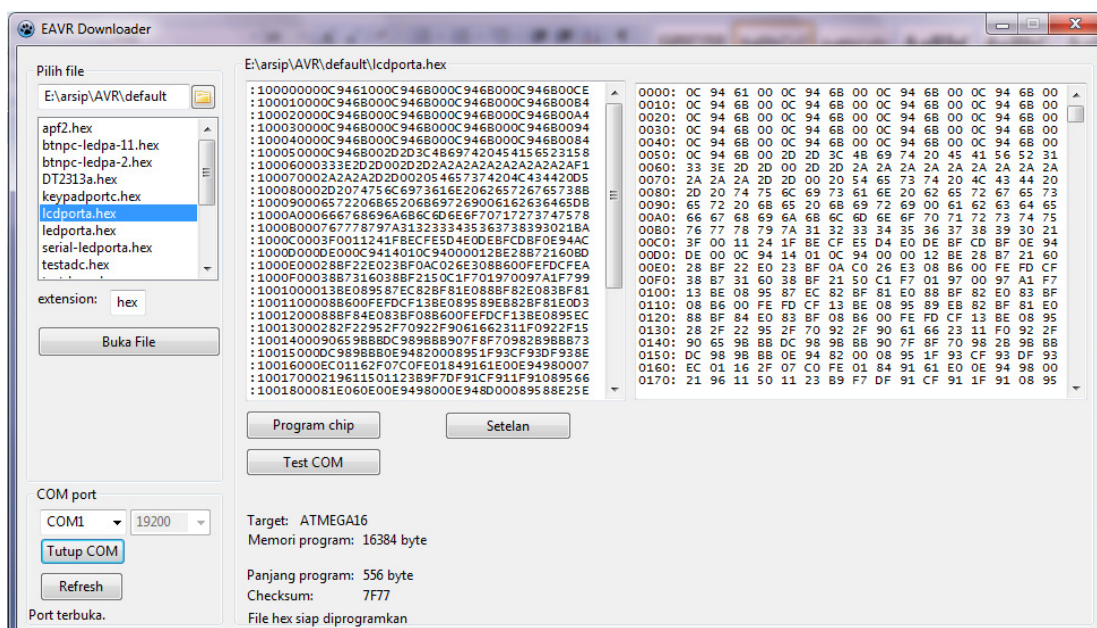 EAVR Downloader
Pilih file
E:\arsip\AVR\default
apf2.hex
btnpc-ledpa-11.hex
btnpc-ledpa-2.hex
DT2313a.hex
keypadportc.hex
lcdporta.hex
ledporta.hex
serial-ledporta.hex
testadc.hex
extension: hex
Buka File
COM port
COM1 19200
Tutup COM
Refresh
Port terbuka.
E:\arsip\AVR\default\lcdporta.hex
:100000000C9461000C946B000C946B000C946B00CE
:100010000C946B000C946B000C946B000C946B00B4
:100020000C946B000C946B000C946B000C946B00A4
:100030000C946B000C946B000C946B000C946B0094
:100040000C946B000C946B000C946B000C946B0084
:100050000C946B002D2D3C4B6974204541565231​58
:10006000333E2D2D002D2D2A2A2A2A2A2A2A2A2AF1
:100070002A2A2A2D2D002054657374204C434420D5
:100080002D2074756C6973616E206265726765738B
:100090006572206B65206B6972690061626364​65DB
:1000A000666768696A6B6C6D6E6F70717273747578
:1000B000767778797A3132333435363738393021BA
:1000C0003F0011241FBECFE5D4E0DEBFCDBF0E94AC
:1000D000DE000C9414010C94000012BE28B72160BD
:1000E00028BF22E023BF0AC026E308B600FEFDCFEA
:1000F00038B7316038BF2150C1F701970097A1F799
:1001000013BE089587EC82BF81E088BF82E083BF81
:1001100008B600FEFDCF13BE089589EB82BF81E0D3
:1001200088BF84E083BF08B600FEFDCF13BE0895EC
:10013000282F22952F70922F9061662311F0922F15
:1001400090659BBBDC989BBB907F8F70982B9BBB73
:10015000DC989BBB0E94820008951F93CF93DF938E
:10016000EC01162F07C0FE01849161E00E94980007
:10017000219611501123B9F7DF91CF911F91089566
:1001800081E060E00E9498000E948D00089588E25E
0000: 0C 94 61 00 0C 94 6B 00 0C 94 6B 00 0C 94 6B 00
0010: 0C 94 6B 00 0C 94 6B 00 0C 94 6B 00 0C 94 6B 00
0020: 0C 94 6B 00 0C 94 6B 00 0C 94 6B 00 0C 94 6B 00
0030: 0C 94 6B 00 0C 94 6B 00 0C 94 6B 00 0C 94 6B 00
0040: 0C 94 6B 00 0C 94 6B 00 0C 94 6B 00 0C 94 6B 00
0050: 0C 94 6B 00 2D 2D 3C 4B 69 74 20 45 41 56 52 31
0060: 33 3E 2D 2D 00 2D 2D 2A 2A 2A 2A 2A 2A 2A 2A 2A
0070: 2A 2A 2A 2D 2D 00 20 54 65 73 74 20 4C 43 44 20
0080: 2D 20 74 75 6C 69 73 61 6E 20 62 65 72 67 65 73
0090: 65 72 20 6B 65 20 6B 69 72 69 00 61 62 63 64 65
00A0: 66 67 68 69 6A 6B 6C 6D 6E 6F 70 71 72 73 74 75
00B0: 76 77 78 79 7A 31 32 33 34 35 36 37 38 39 30 21
00C0: 3F 00 11 24 1F BE CF E5 D4 E0 DE BF CD BF 0E 94
00D0: DE 00 0C 94 14 01 0C 94 00 00 12 BE 28 B7 21 60
00E0: 28 BF 22 E0 23 BF 0A C0 26 E3 08 B6 00 FE FD CF
00F0: 38 B7 31 60 38 BF 21 50 C1 F7 01 97 00 97 A1 F7
0100: 13 BE 08 95 87 EC 82 BF 81 E0 88 BF 82 E0 83 BF
0110: 08 B6 00 FE FD CF 13 BE 08 95 89 EB 82 BF 81 E0
0120: 88 BF 84 E0 83 BF 08 B6 00 FE FD CF 13 BE 08 95
0130: 28 2F 22 95 2F 70 92 2F 90 61 66 23 11 F0 92 2F
0140: 90 65 9B BB DC 98 9B BB 90 7F 8F 70 98 2B 9B BB
0150: DC 98 9B BB 0E 94 82 00 08 95 1F 93 CF 93 DF 93
0160: EC 01 16 2F 07 C0 FE 01 84 91 61 E0 0E 94 98 00
0170: 21 96 11 50 11 23 B9 F7 DF 91 CF 91 1F 91 08 95
Program chip
Setelan
Test COM
Target: ATMEGA16
Memori program: 16384 byte
Panjang program: 556 byte
Checksum: 7F77
File hex siap diprogramkan